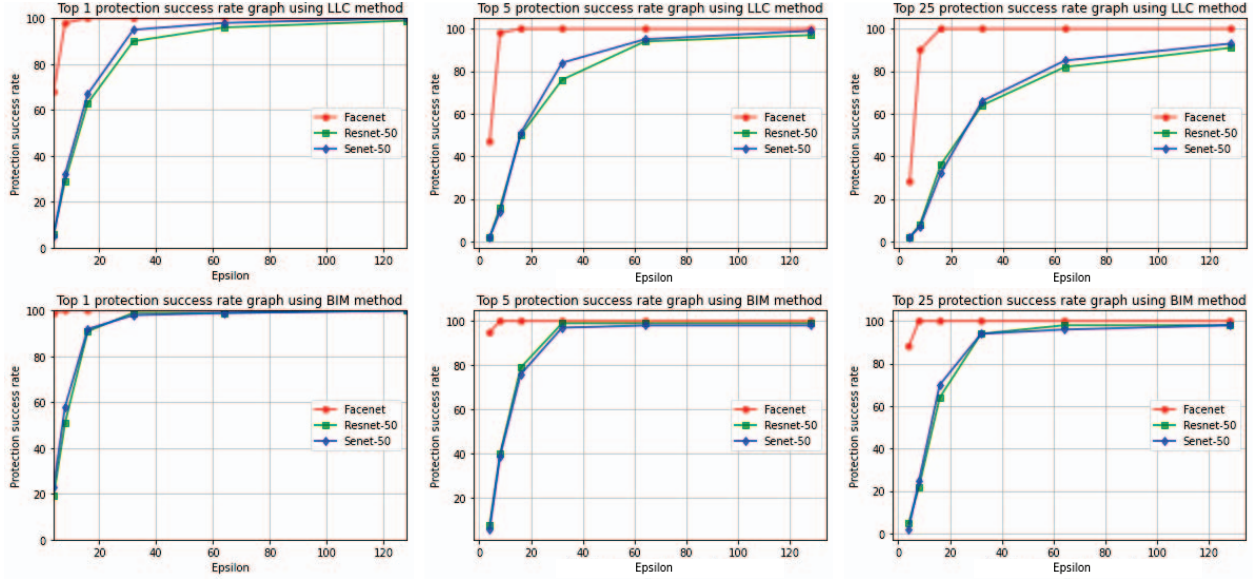 Top 1 protection success rate graph using LLC method
100
80
60
40
20
0
Protection success rate
Facenet
Resnet-50
Senet-50
20 40 60 80 100 120
Epsilon
Top 5 protection success rate graph using LLC method
100
80
60
40
20
0
Protection success rate
Facenet
Resnet-50
Senet-50
0 20 40 60 80 100 120
Epsilon
Top 25 protection success rate graph using LLC method
100
80
60
40
20
0
Protection success rate
Facenet
Resnet-50
Senet-50
0 20 40 60 80 100 120
Epsilon
Top 1 protection success rate graph using BIM method
100
80
60
40
20
0
Protection success rate
Facenet
Resnet-50
Senet-50
20 40 60 80 100 120
Epsilon
Top 5 protection success rate graph using BIM method
100
80
60
40
20
Protection success rate
Facenet
Resnet-50
Senet-50
0 20 40 60 80 100 120
Epsilon
Top 25 protection success rate graph using BIM method
100
80
60
40
20
0
Protection success rate
Facenet
Resnet-50
Senet-50
0 20 40 60 80 100 120
Epsilon